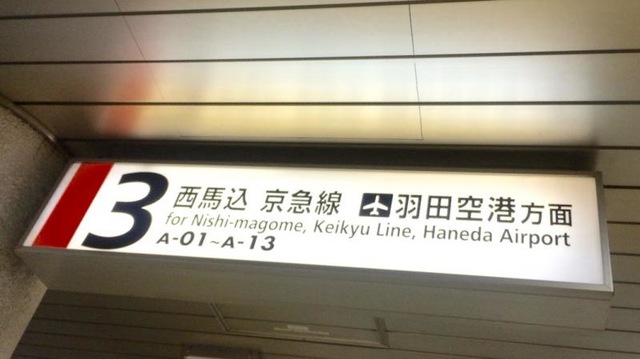 3 西馬込 京急線 羽田空港方面
for Nishi-magome, Keikyu Line, Haneda Airport
A-01~A-13